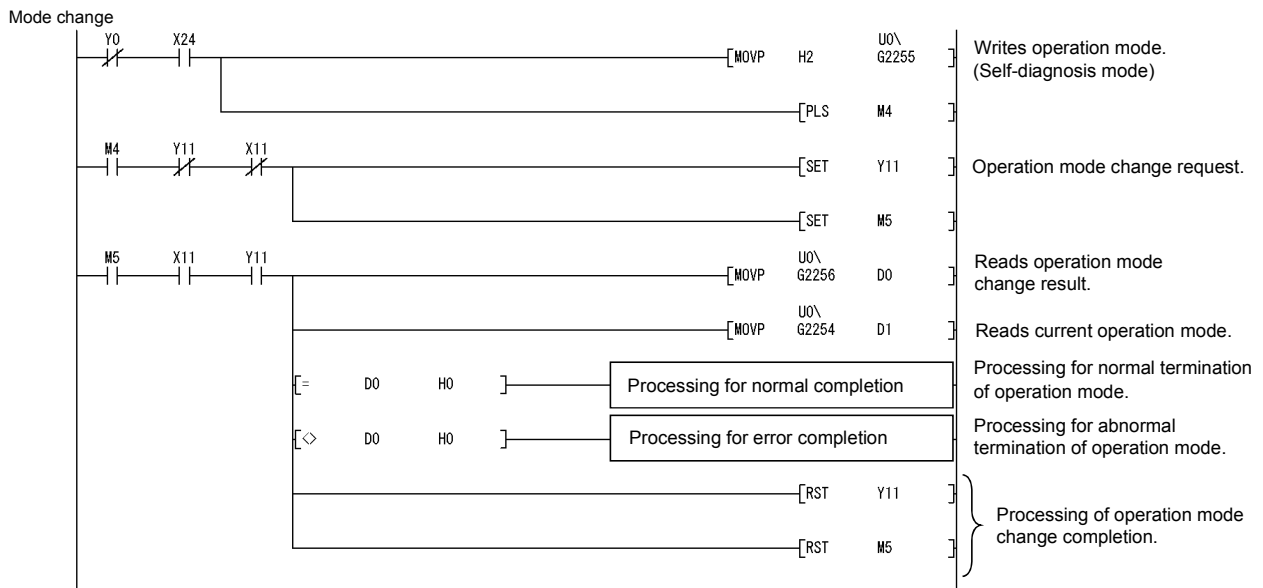 Mode change
Y0 X24 U0\
[MOVP H2 G2255 ] Writes operation mode.
(Self-diagnosis mode)
[PLS M4 ]
M4 Y11 X11
[SET Y11 ] Operation mode change request.
[SET M5 ]
M5 X11 Y11 U0\
[MOVP G2256 D0 ] Reads operation mode
change result.
U0\
[MOVP G2254 D1 ] Reads current operation mode.
[= D0 H0 ] Processing for normal completion Processing for normal termination
of operation mode.
[<> D0 H0 ] Processing for error completion Processing for abnormal
termination of operation mode.
[RST Y11 ]
Processing of operation mode
change completion.
[RST M5 ]